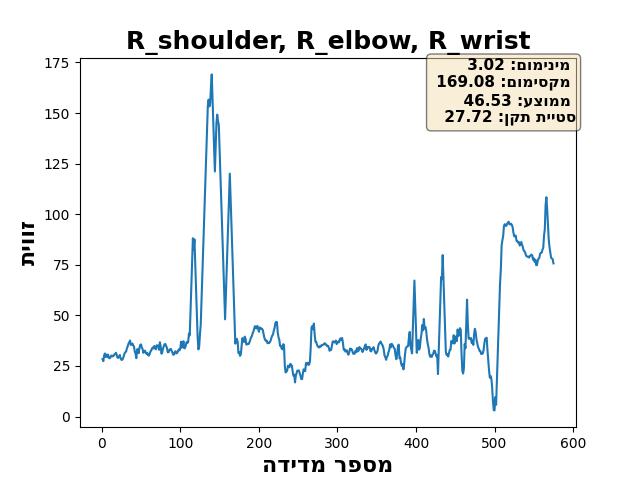 R_shoulder, R_elbow, R_wrist
מינימום: 3.02
מקסימום: 169.08
ממוצע: 46.53
סטיית תקן: 27.72
175
150
125
100
75
50
25
0
זווית
0 100 200 300 400 500 600
מספר מדידה